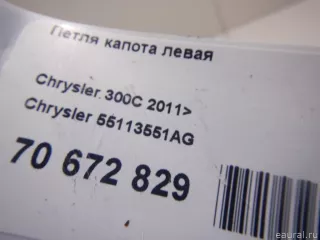 Петля капота левая
Chrysler. 300C 2011>
Chrysler 55113551AG
70 672 829
eaural.ru